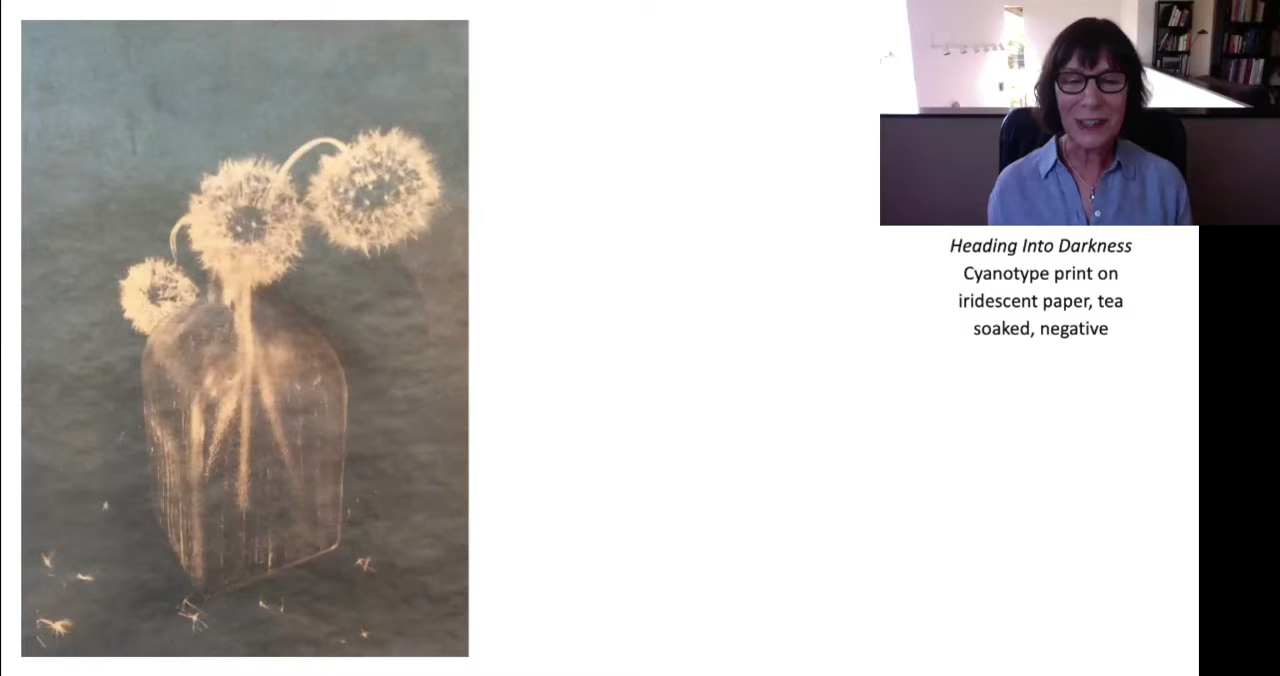 Heading Into Darkness
Cyanotype print on
iridescent paper, tea
soaked, negative